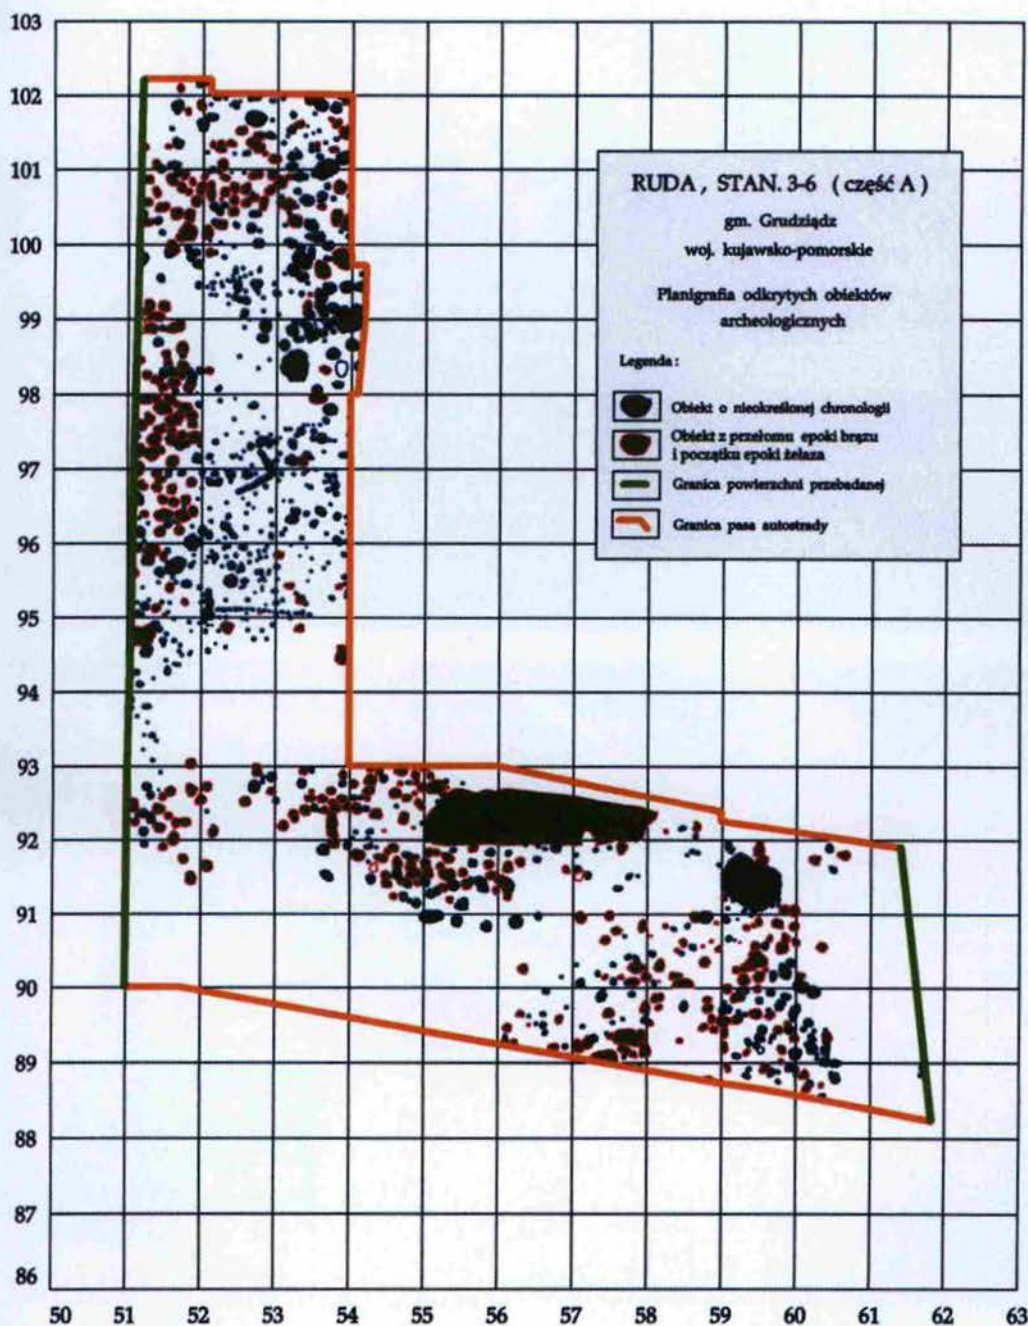 103
102
101
100
99
98
97
96
95
94
93
92
91
90
89
88
87
86
50 51 52 53 54 55 56 57 58 59 60 61 62 63
RUDA, STAN. 3-6 (część A)
gm. Grudziądz
woj. kujawsko-pomorskie
Planigrafia odkrytych obiektów
archeologicznych
Legenda :
Obiekt o nieokreślonej chronologii
Obiekt z przełomu epoki brązu
i początku epoki żelaza
Granica powierzchni przebadanej
Granica pasa autostrady